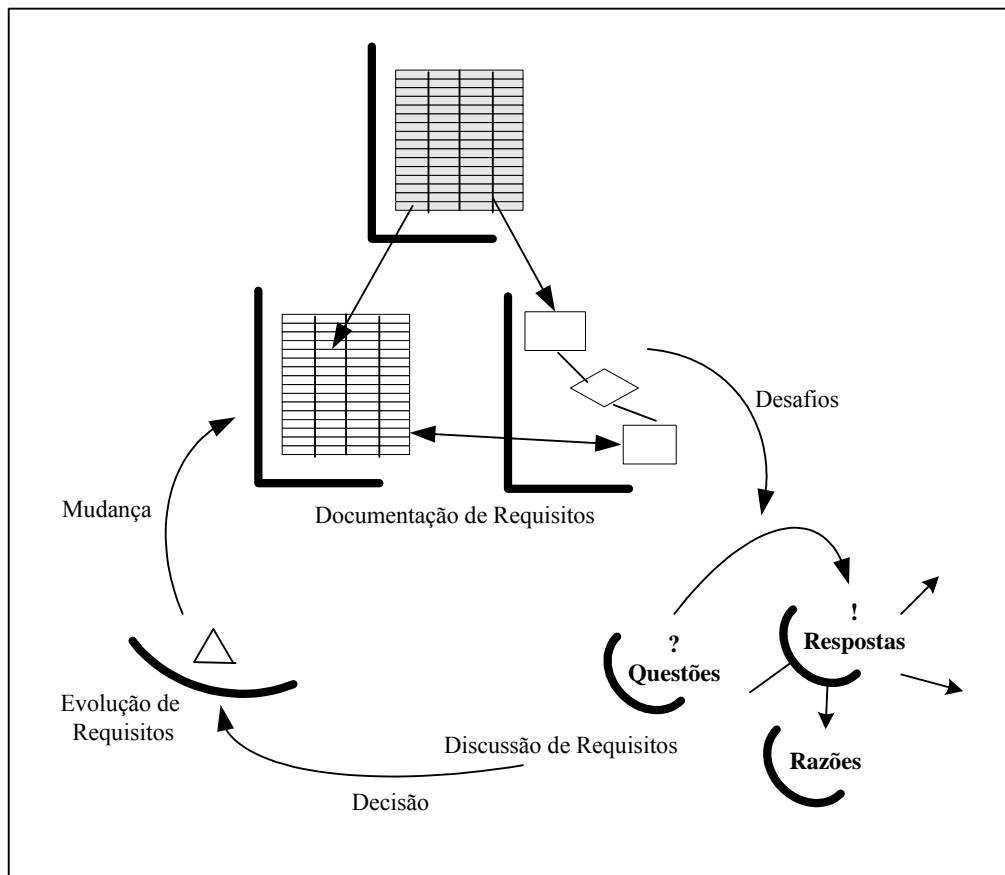 Desafios
Mudança
Documentação de Requisitos
!
Respostas
?
Questões
Evolução de
Requisitos
Discussão de Requisitos
Razões
Decisão